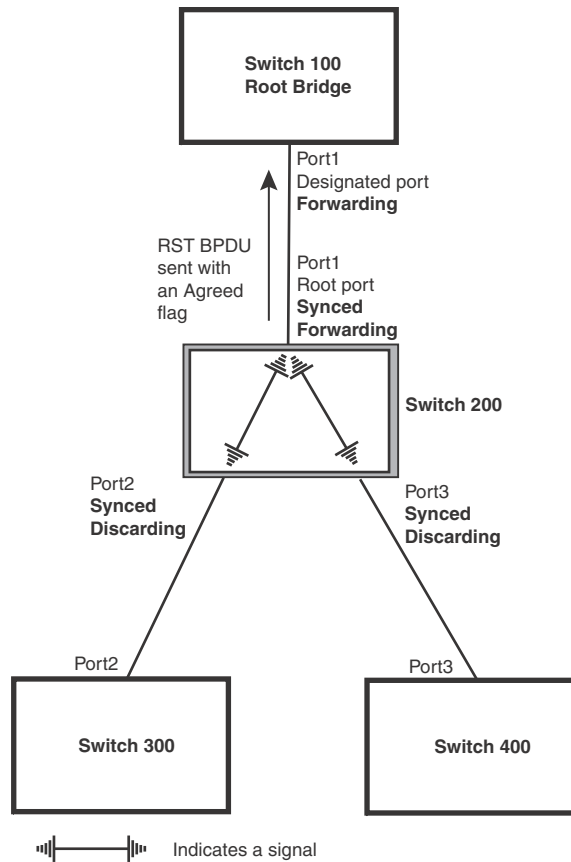 Switch 100
Root Bridge
Port1
Designated port
Forwarding
RST BPDU
sent with
an Agreed
flag
Port1
Root port
Synced
Forwarding
Switch 200
Port2
Synced
Discarding
Port3
Synced
Discarding
Port2
Port3
Switch 300
Switch 400
Indicates a signal